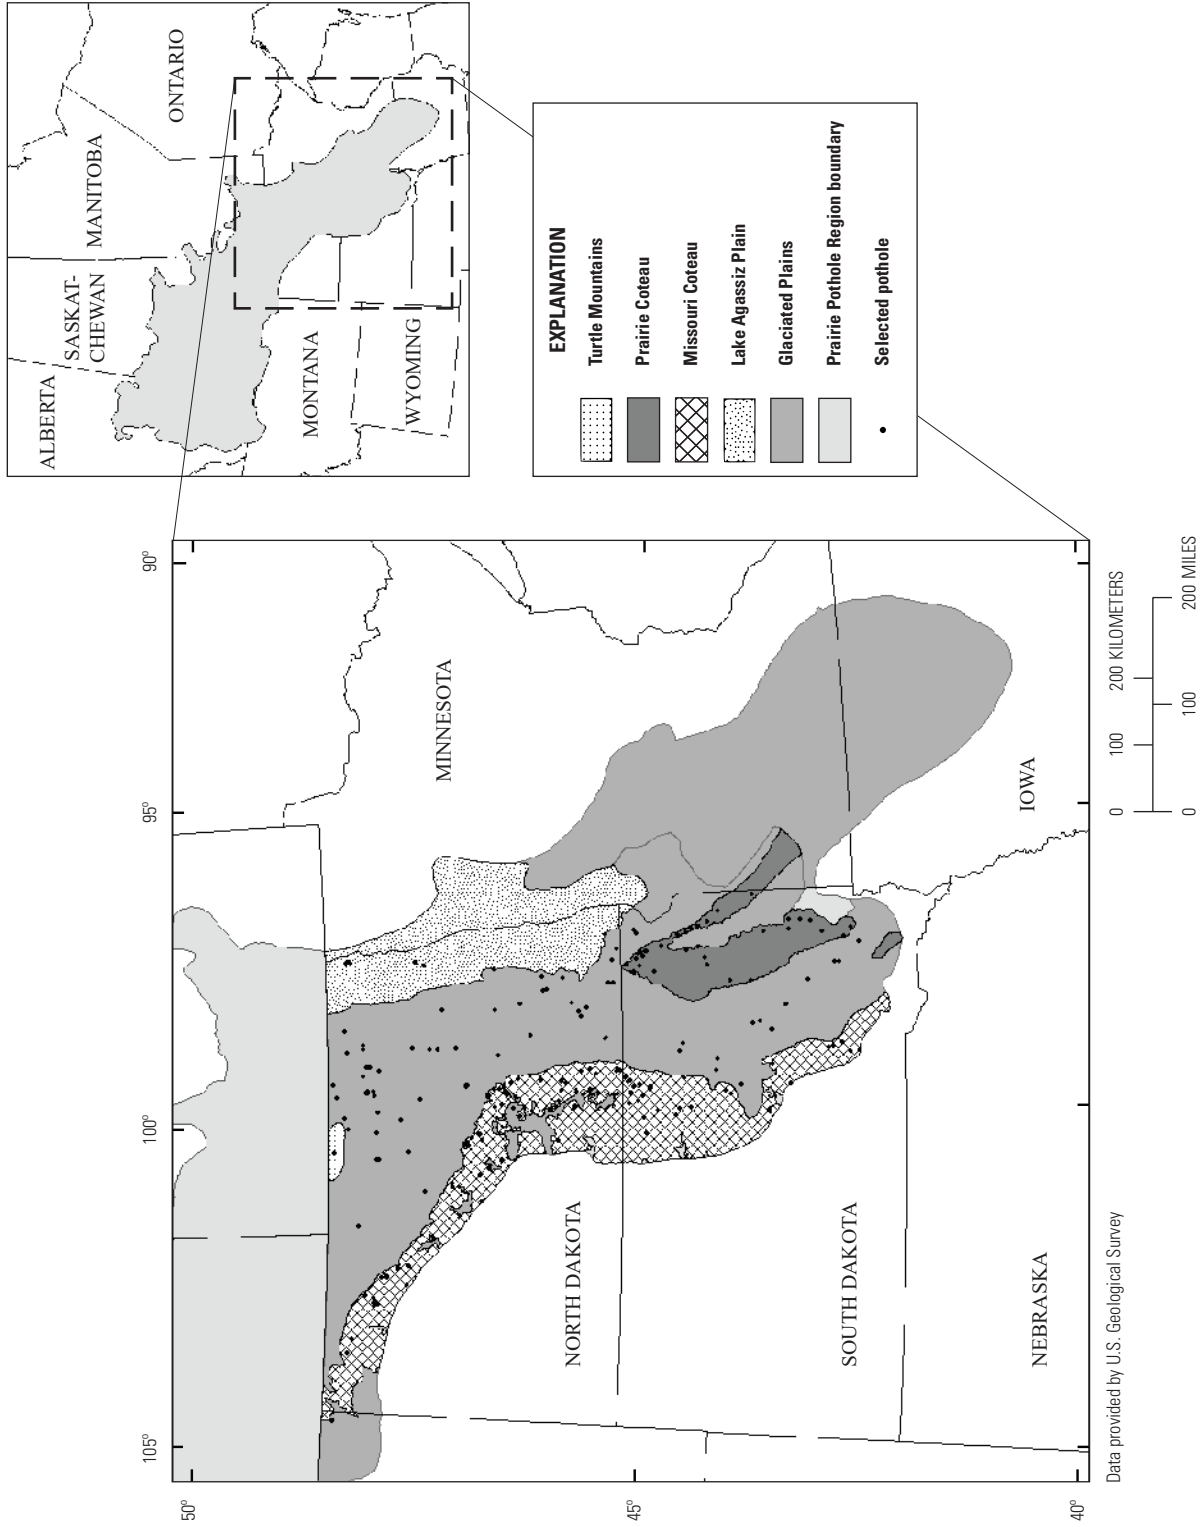 ALBERTA
SASKAT-
CHEWAN
MANITOBA
ONTARIO
MONTANA
WYOMING
EXPLANATION
Turtle Mountains
Prairie Coteau
Missouri Coteau
Lake Agassiz Plain
Glaciated Plains
Prairie Pothole Region boundary
Selected pothole
105°
100°
95°
90°
50°
45°
40°
MINNESOTA
NORTH DAKOTA
SOUTH DAKOTA
NEBRASKA
IOWA
0 100 200 KILOMETERS
0 100 200 MILES
Data provided by U.S. Geological Survey